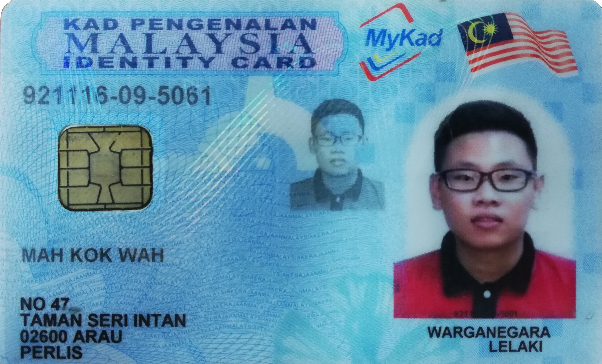 KAD PENGENALAN
MALAYSIA
IDENTITY CARD
MyKad
921116-09-5061
MAH KOK WAH
NO 47
TAMAN SERI INTAN
02600 ARAU
PERLIS
WARGANEGARA
LELAKI